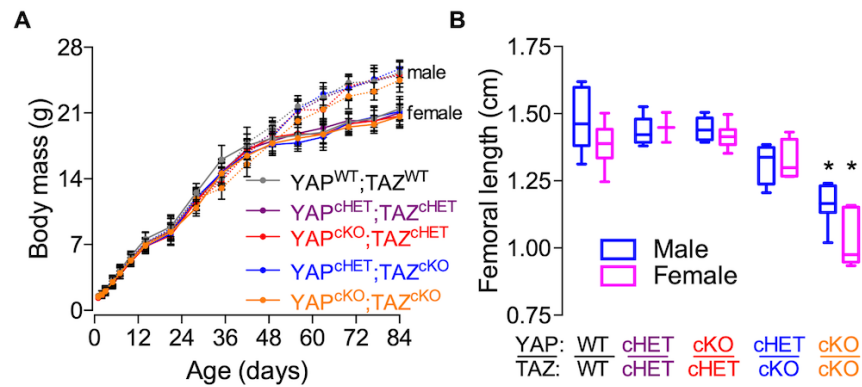 A
Body mass (g)
28
21
14
7
0
0 12 24 36 48 60 72 84
Age (days)
male
female
YAPᵂᵀ;TAZᵂᵀ
YAPᶜᴴᴱᵀ;TAZᶜᴴᴱᵀ
YAPᶜᴷᴼ;TAZᶜᴴᴱᵀ
YAPᶜᴴᴱᵀ;TAZᶜᴷᴼ
YAPᶜᴷᴼ;TAZᶜᴷᴼ
B
Femoral length (cm)
1.75
1.50
1.25
1.00
0.75
* *
Male
Female
YAP: WT cHET cKO cHET cKO
TAZ: WT cHET cHET cKO cKO